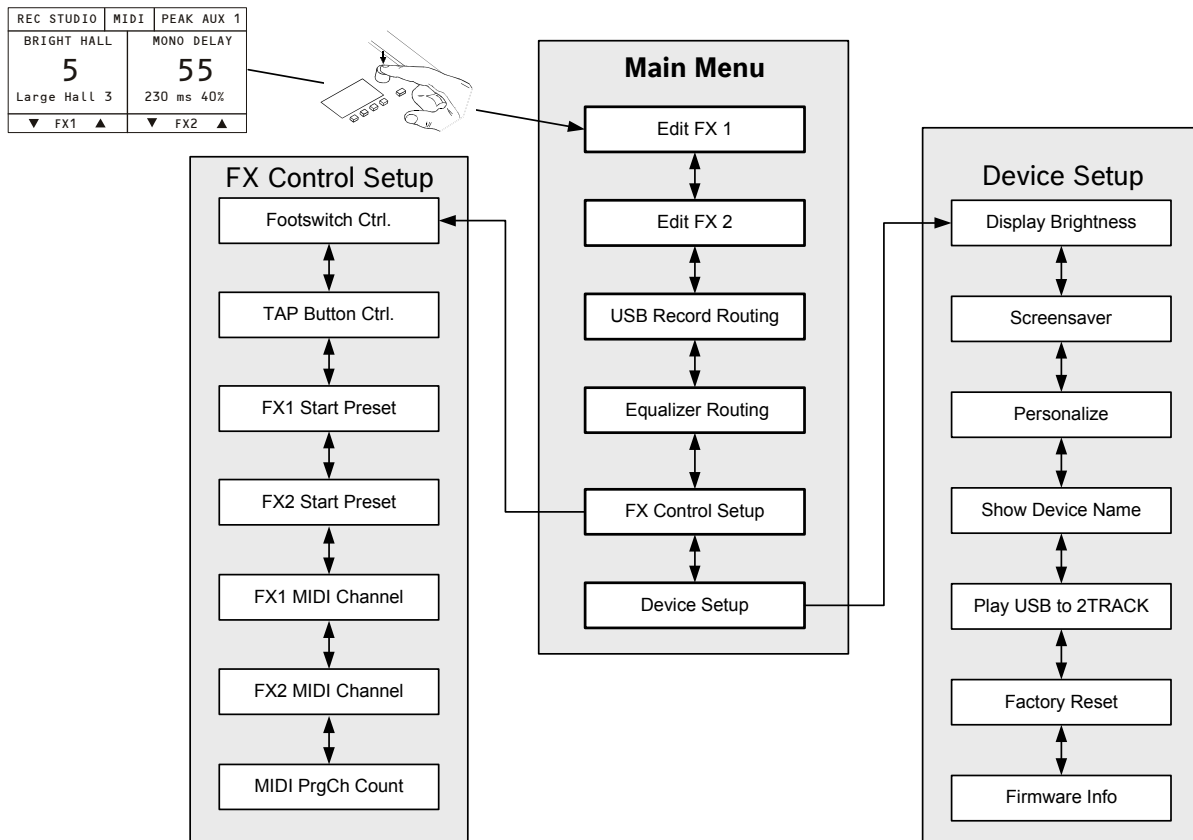 REC STUDIO MIDI PEAK AUX 1
BRIGHT HALL MONO DELAY
5 55
Large Hall 3 230 ms 40%
▼ FX1 ▲ ▼ FX2 ▲
Main Menu
Edit FX 1
Edit FX 2
USB Record Routing
Equalizer Routing
FX Control Setup
Device Setup
FX Control Setup
Footswitch Ctrl.
TAP Button Ctrl.
FX1 Start Preset
FX2 Start Preset
FX1 MIDI Channel
FX2 MIDI Channel
MIDI PrgCh Count
Device Setup
Display Brightness
Screensaver
Personalize
Show Device Name
Play USB to 2TRACK
Factory Reset
Firmware Info